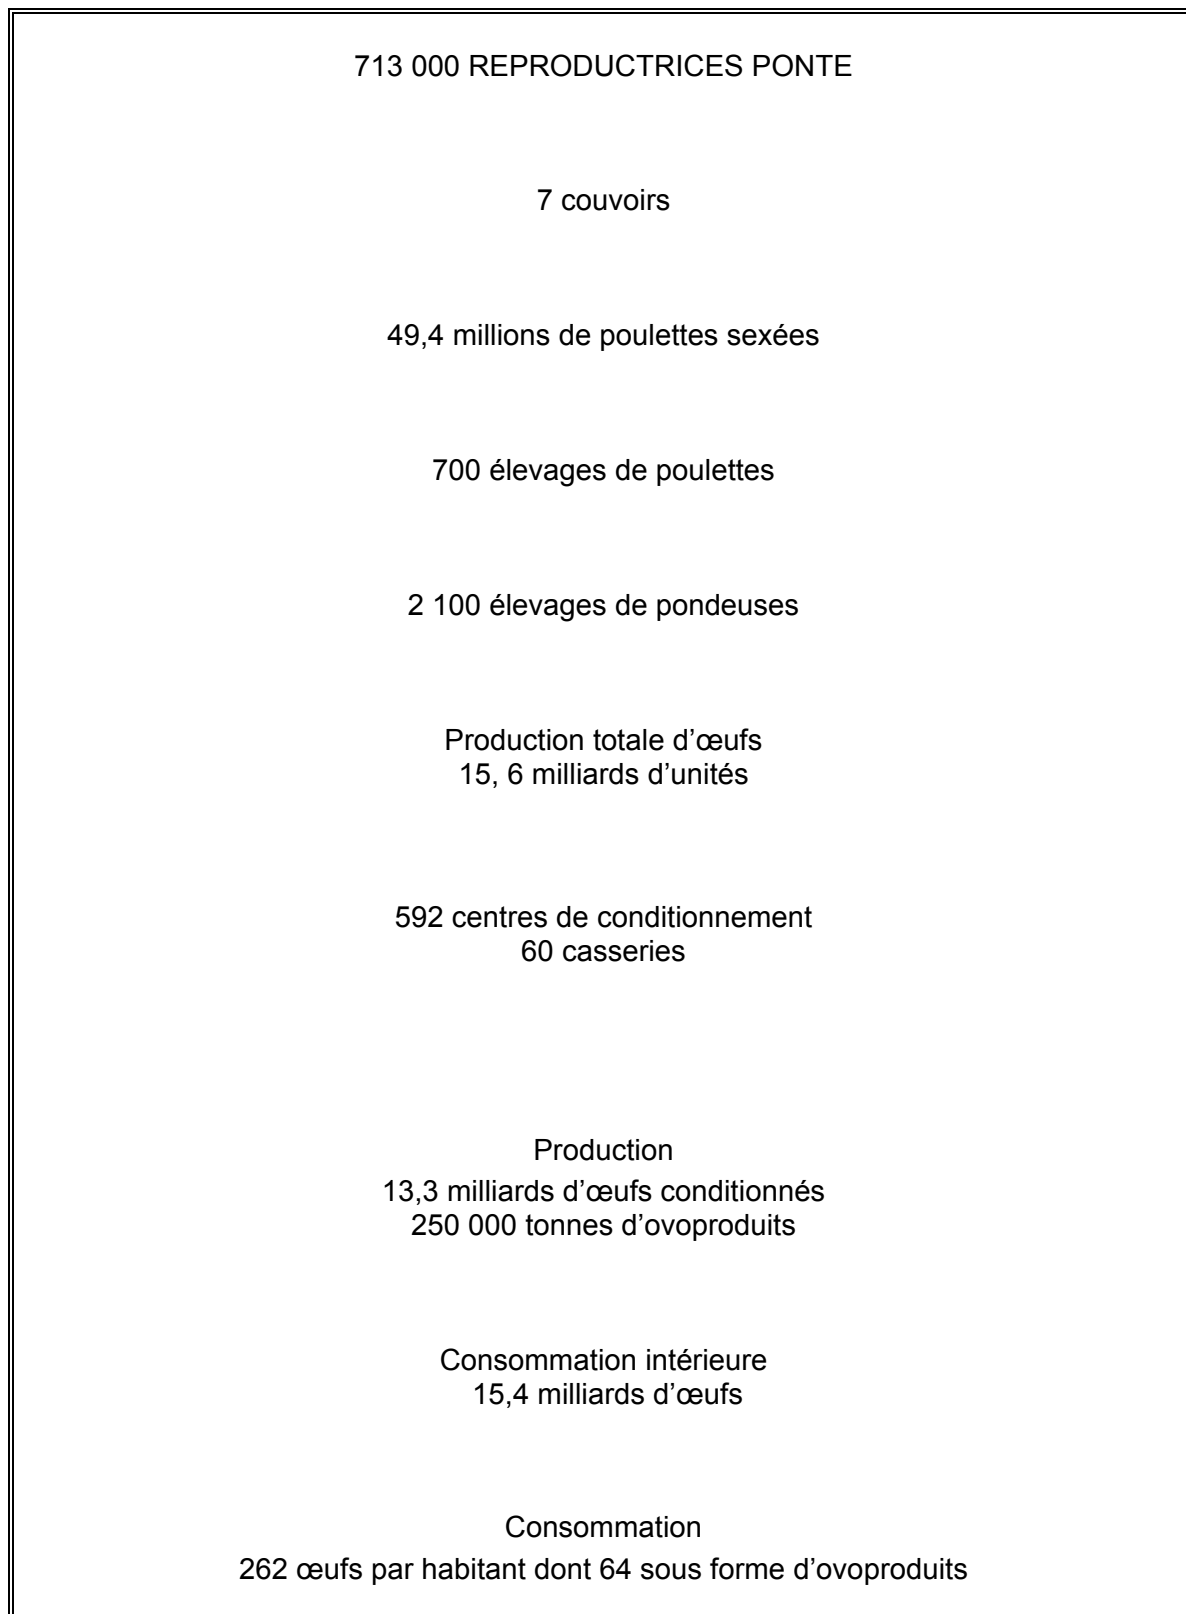 713 000 REPRODUCTRICES PONTE
7 couvoirs
49,4 millions de poulettes sexées
700 élevages de poulettes
2 100 élevages de pondeuses
Production totale d’œufs
15, 6 milliards d’unités
592 centres de conditionnement
60 casseries
Production
13,3 milliards d’œufs conditionnés
250 000 tonnes d’ovoproduits
Consommation intérieure
15,4 milliards d’œufs
Consommation
262 œufs par habitant dont 64 sous forme d’ovoproduits